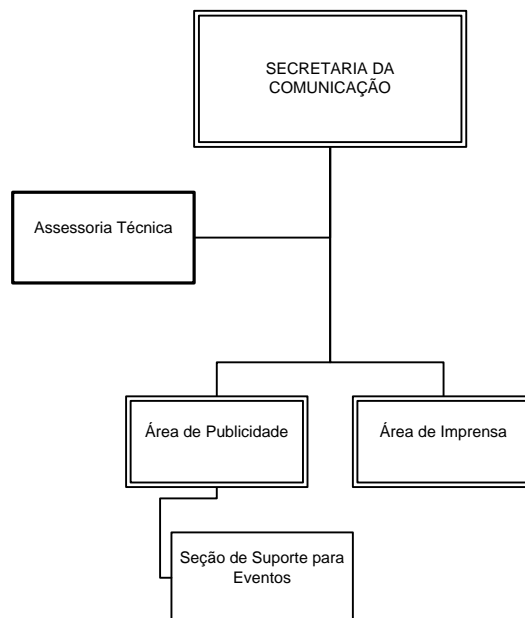 SECRETARIA DA
COMUNICAÇÃO
Assessoria Técnica
Área de Publicidade
Área de Imprensa
Seção de Suporte para
Eventos